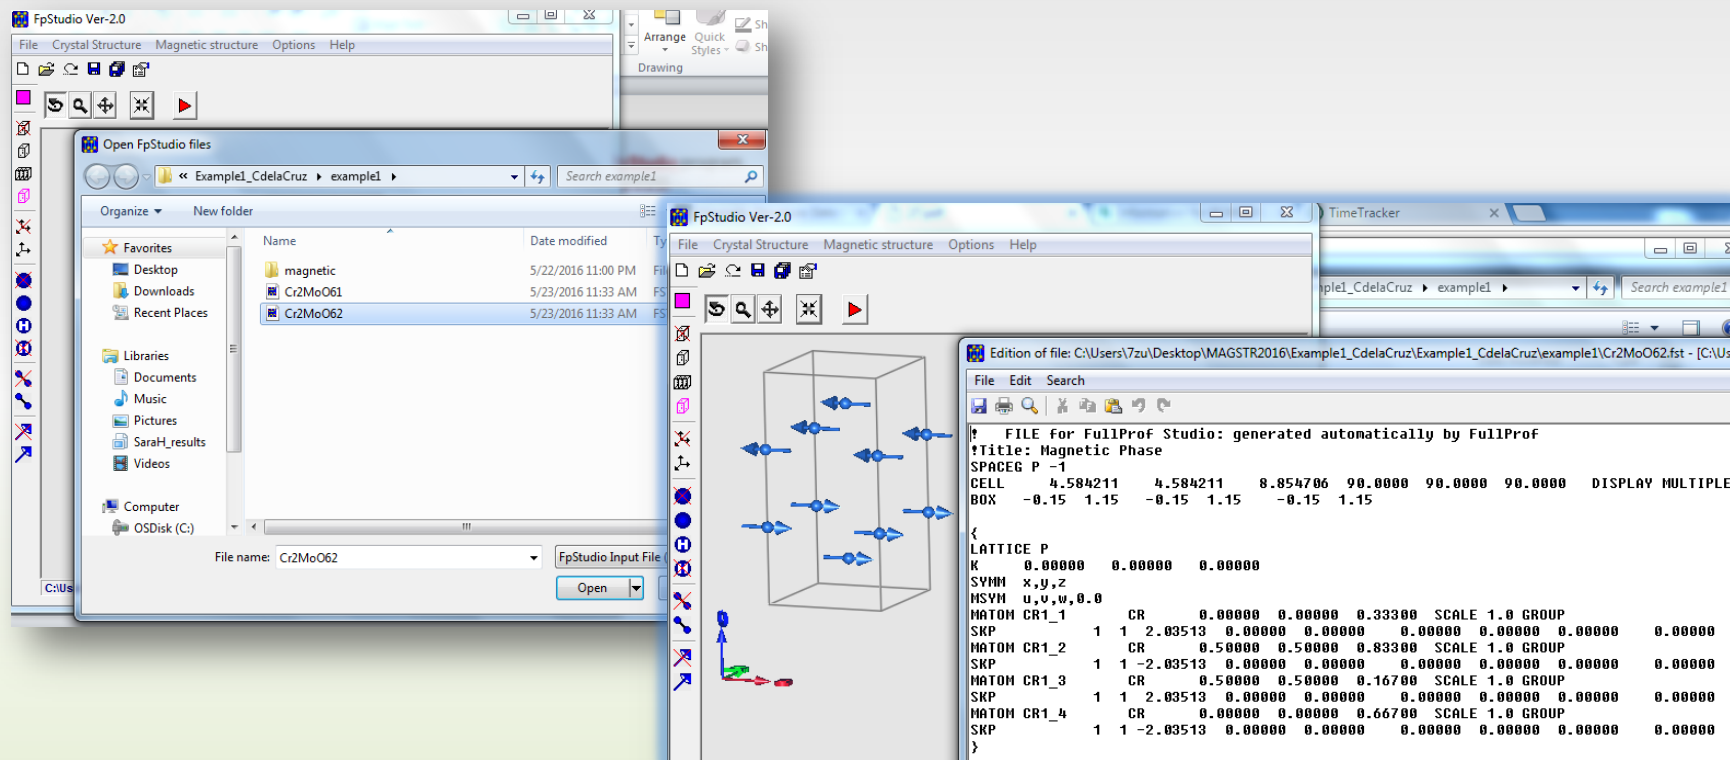 FpStudio Ver-2.0
File Crystal Structure Magnetic structure Options Help
Arrange Quick Styles
Drawing
Open FpStudio files
« Example1_CdelaCruz example1
Search example1
Organize New folder
Name Date modified
Favorites
Desktop
Downloads
Recent Places
Libraries
Documents
Music
Pictures
SaraH_results
Videos
Computer
OSDisk (C:)
magnetic 5/22/2016 11:00 PM
Cr2MoO61 5/23/2016 11:33 AM FS
Cr2MoO62 5/23/2016 11:33 AM FS
File name: Cr2MoO62 FpStudio Input File (
Open
C:\Us
FpStudio Ver-2.0
File Crystal Structure Magnetic structure Options Help
TimeTracker
mple1_CdelaCruz example1
Search example1
Edition of file: C:\Users\7zu\Desktop\MAGSTR2016\Example1_CdelaCruz\Example1_CdelaCruz\example1\Cr2MoO62.fst - [C:\Us
File Edit Search
! FILE for FullProf Studio: generated automatically by FullProf
!Title: Magnetic Phase
SPACEG P -1
CELL 4.584211 4.584211 8.854706 90.0000 90.0000 90.0000 DISPLAY MULTIPLE
BOX -0.15 1.15 -0.15 1.15 -0.15 1.15
{
LATTICE P
K 0.00000 0.00000 0.00000
SYMM x,y,z
MSYM u,v,w,0.0
MATOM CR1_1 CR 0.00000 0.00000 0.33300 SCALE 1.0 GROUP
SKP 1 1 2.03513 0.00000 0.00000 0.00000 0.00000 0.00000 0.00000
MATOM CR1_2 CR 0.50000 0.50000 0.83300 SCALE 1.0 GROUP
SKP 1 1 -2.03513 0.00000 0.00000 0.00000 0.00000 0.00000 0.00000
MATOM CR1_3 CR 0.50000 0.50000 0.16700 SCALE 1.0 GROUP
SKP 1 1 2.03513 0.00000 0.00000 0.00000 0.00000 0.00000 0.00000
MATOM CR1_4 CR 0.00000 0.00000 0.66700 SCALE 1.0 GROUP
SKP 1 1 -2.03513 0.00000 0.00000 0.00000 0.00000 0.00000 0.00000
}